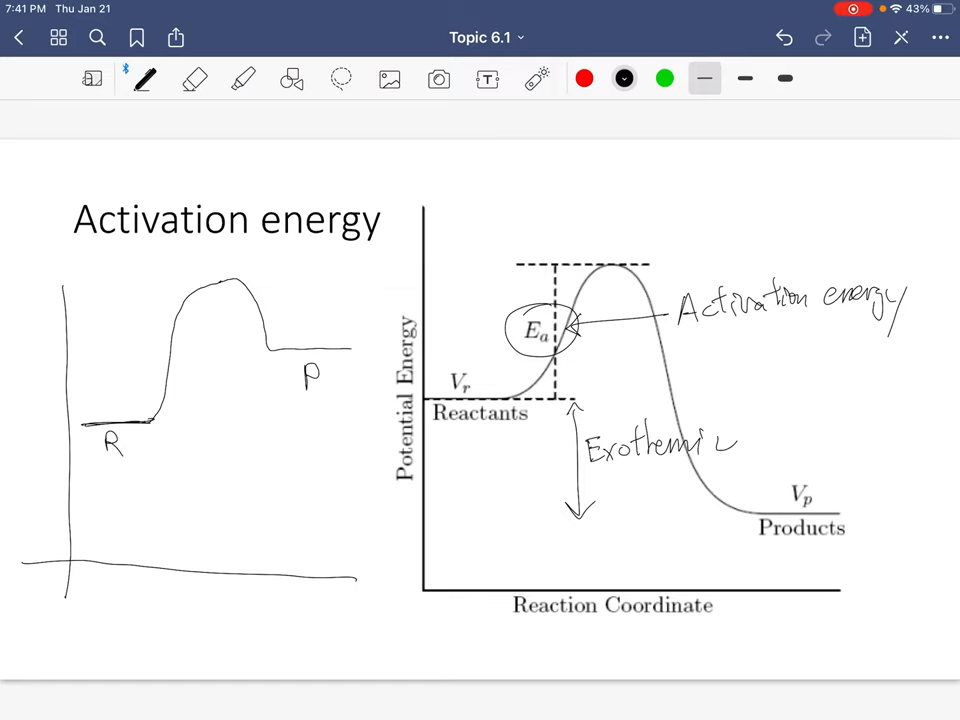 7:41 PM Thu Jan 21
43%
Topic 6.1
T
Activation energy
R
P
Potential Energy
Vr
Reactants
Ea
Activation energy
Exothemic
Vp
Products
Reaction Coordinate